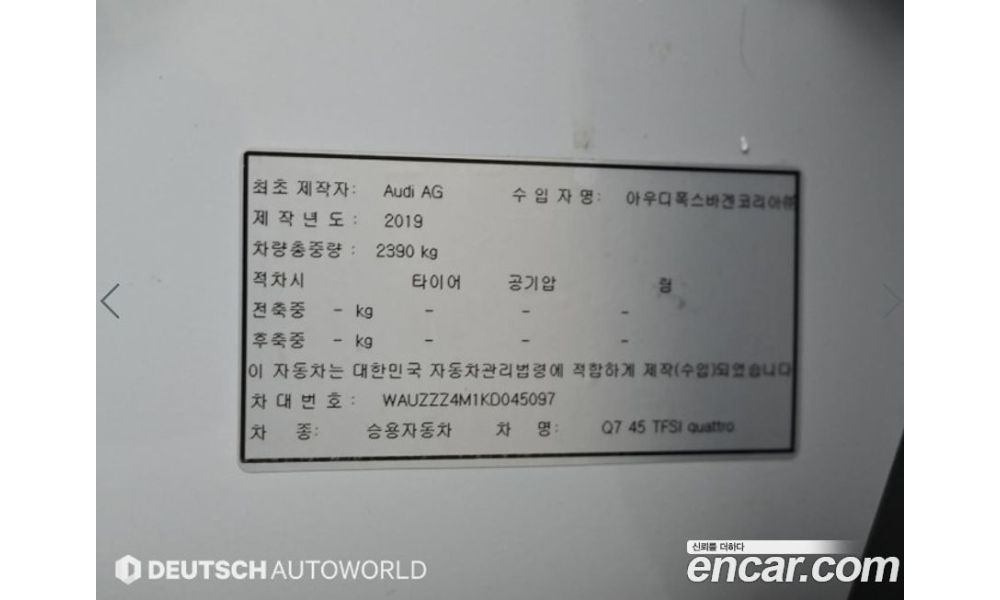 최초 제작자: Audi AG 수 입 자 명: 아우디폭스바겐코리아㈜
제 작 년 도 : 2019
차량총중량 : 2390 kg
적차시 타이어 공기압 림
전축중 - kg - - -
후축중 - kg - - -
이 자동차는 대한민국 자동차관리법령에 적합하게 제작(수입)되었습니다
차 대 번 호 : WAUZZZ4M1KD045097
차 종: 승용자동차 차 명: Q7 45 TFSI quattro
DEUTSCH AUTOWORLD
신뢰를 더하다
encar.com